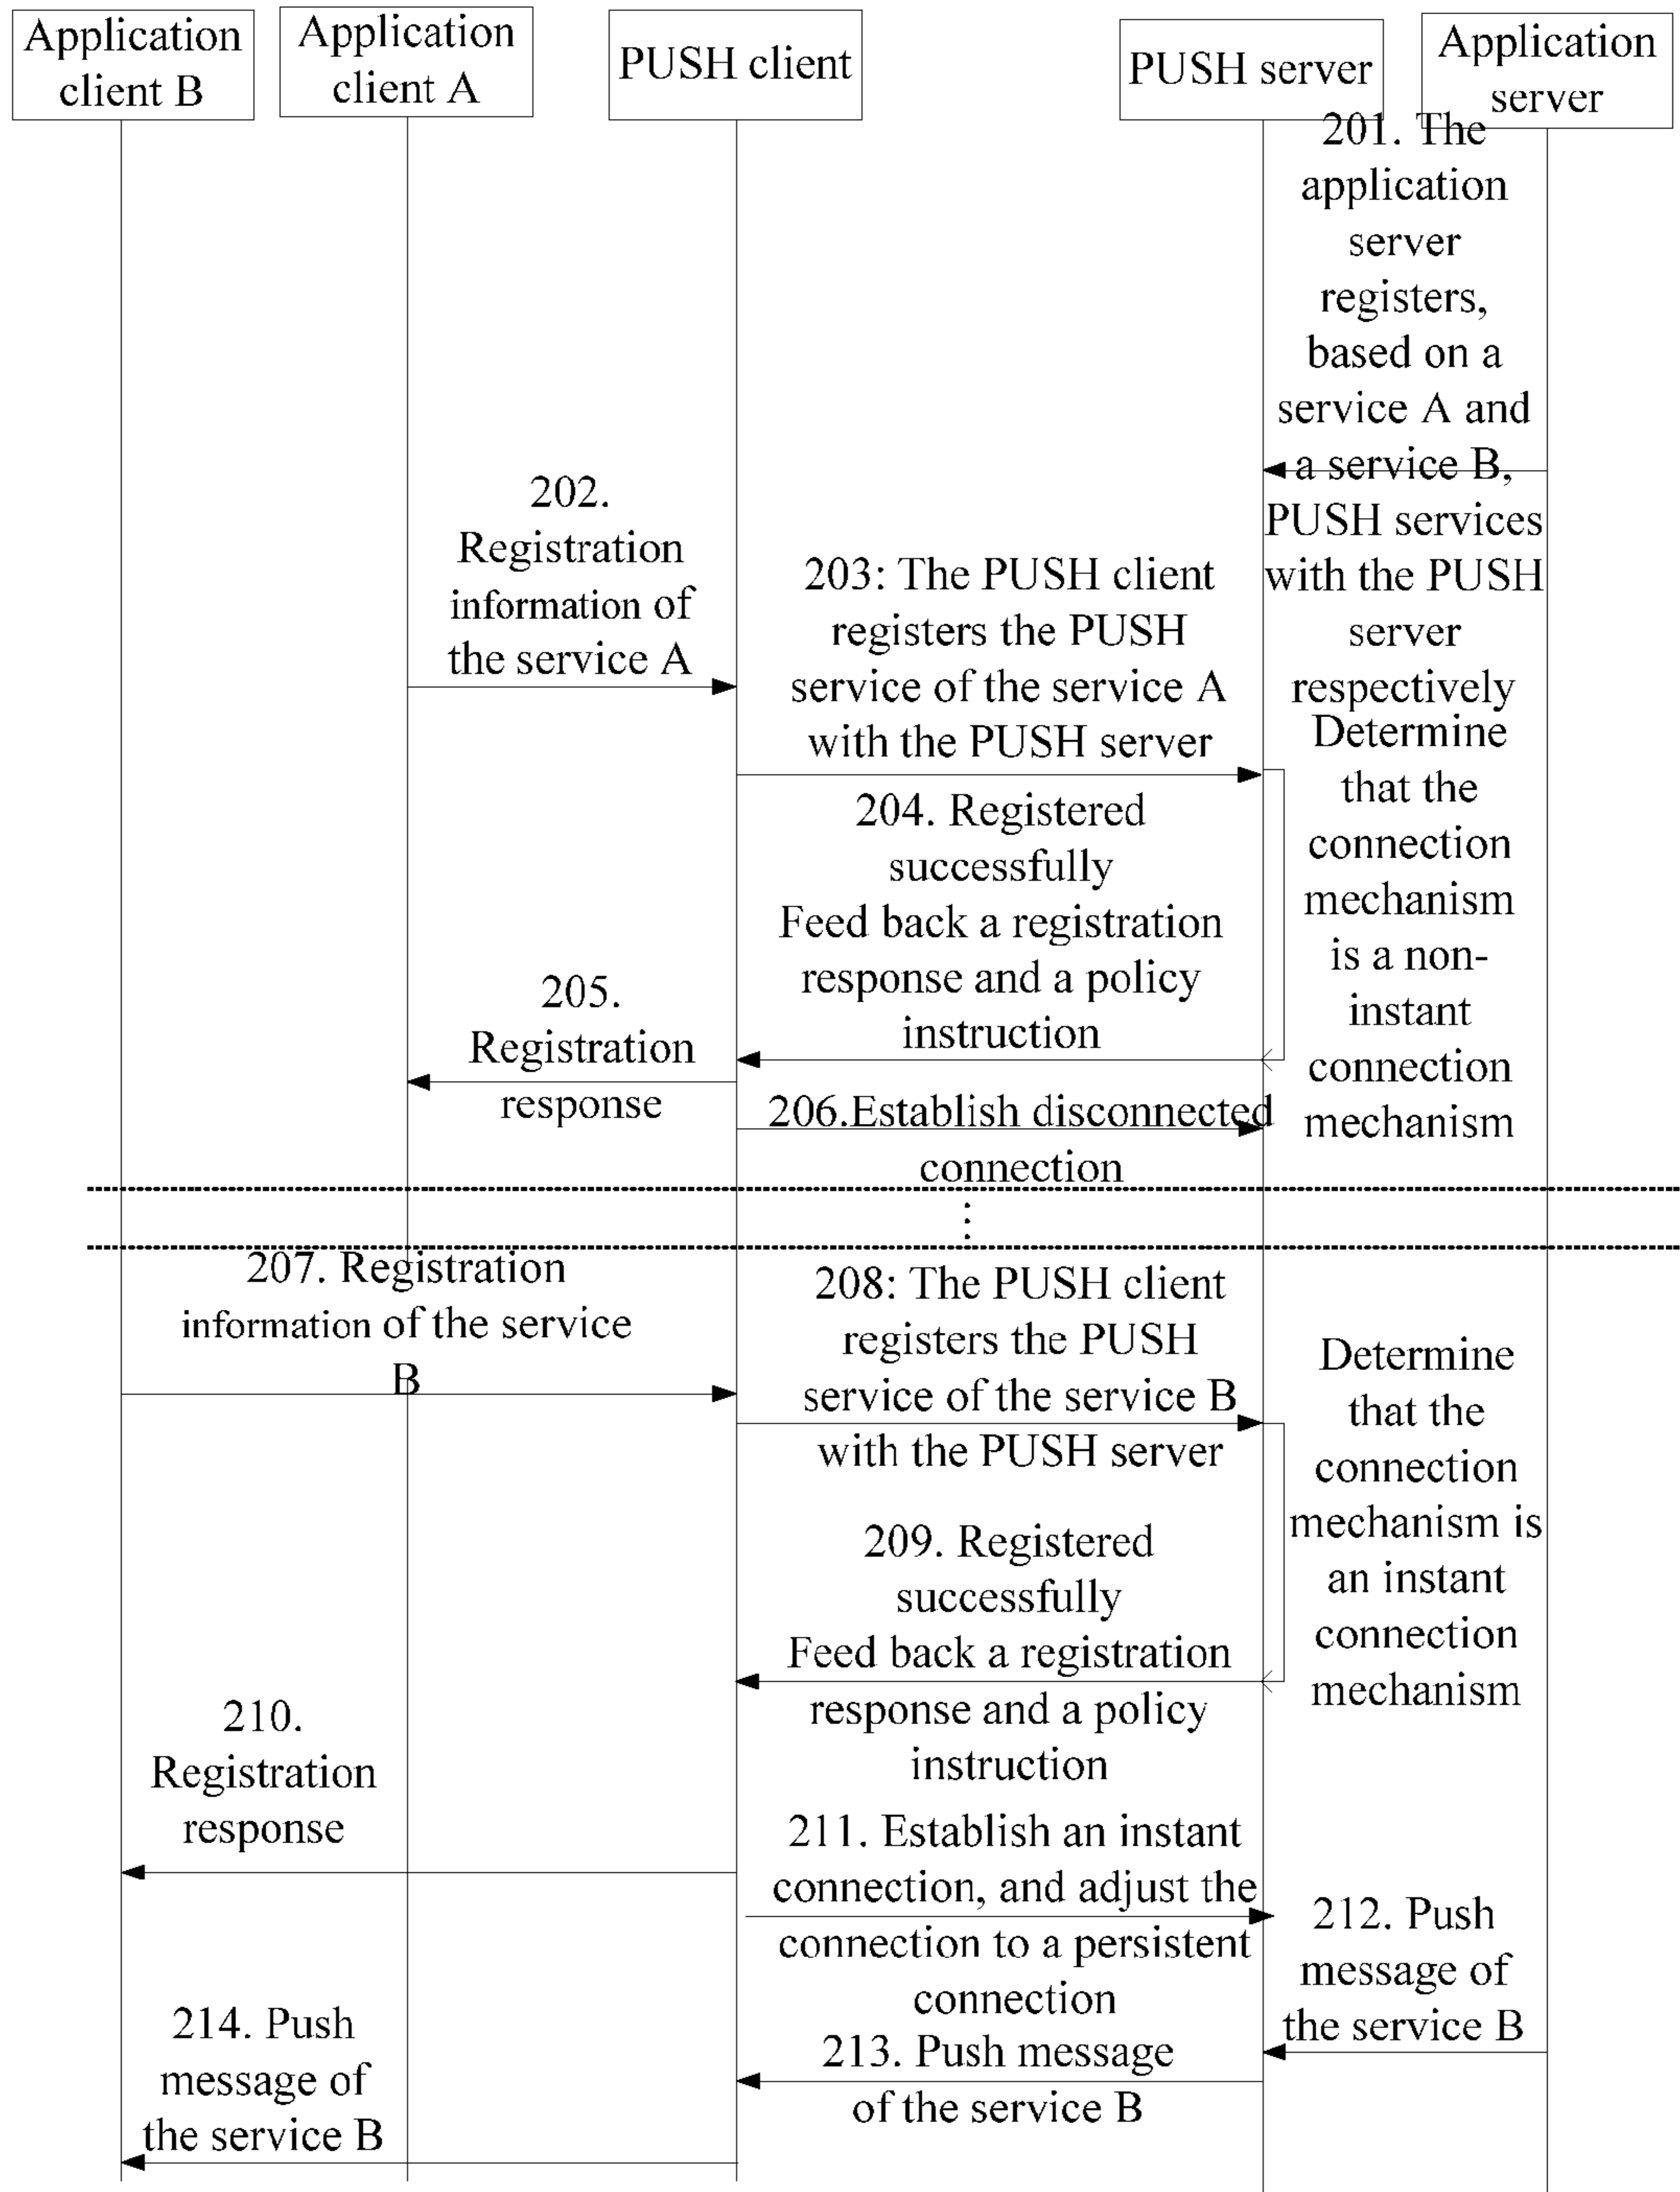 Application
client B
Application
client A
PUSH client
PUSH server
Application
server
201. The
application
server
registers,
based on a
service A and
a service B,
PUSH services
with the PUSH
server
respectively
202.
Registration
information of
the service A
203: The PUSH client
registers the PUSH
service of the service A
with the PUSH server
Determine
that the
connection
mechanism
is a non-
instant
connection
mechanism
204. Registered
successfully
Feed back a registration
response and a policy
instruction
205.
Registration
response
206.Establish disconnected
connection
207. Registration
information of the service
B
208: The PUSH client
registers the PUSH
service of the service B
with the PUSH server
Determine
that the
connection
mechanism is
an instant
connection
mechanism
209. Registered
successfully
Feed back a registration
response and a policy
instruction
210.
Registration
response
211. Establish an instant
connection, and adjust the
connection to a persistent
connection
212. Push
message of
the service B
213. Push message
of the service B
214. Push
message of
the service B